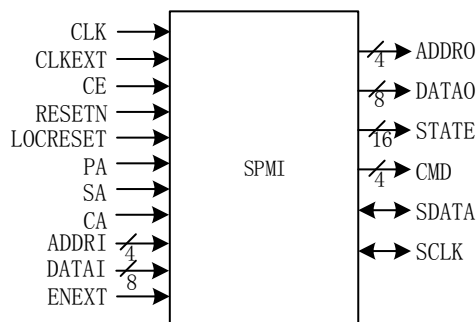 CLK
CLKEXT
CE
RESETN
LOCRESET
PA
SA
CA
ADDRI 4
DATAI 8
ENEXT
SPMI
4 ADDRO
8 DATAO
16 STATE
4 CMD
SDATA
SCLK